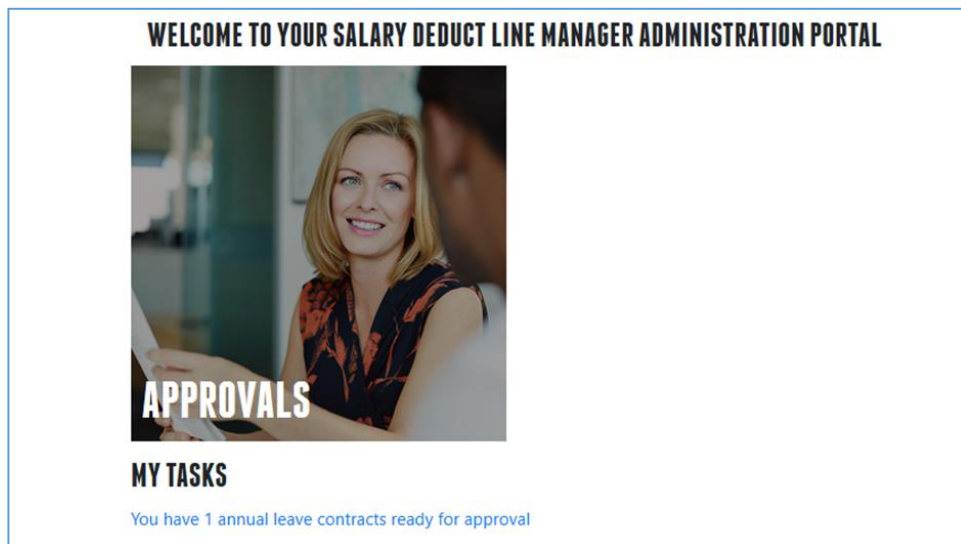 WELCOME TO YOUR SALARY DEDUCT LINE MANAGER ADMINISTRATION PORTAL
APPROVALS
MY TASKS
You have 1 annual leave contracts ready for approval